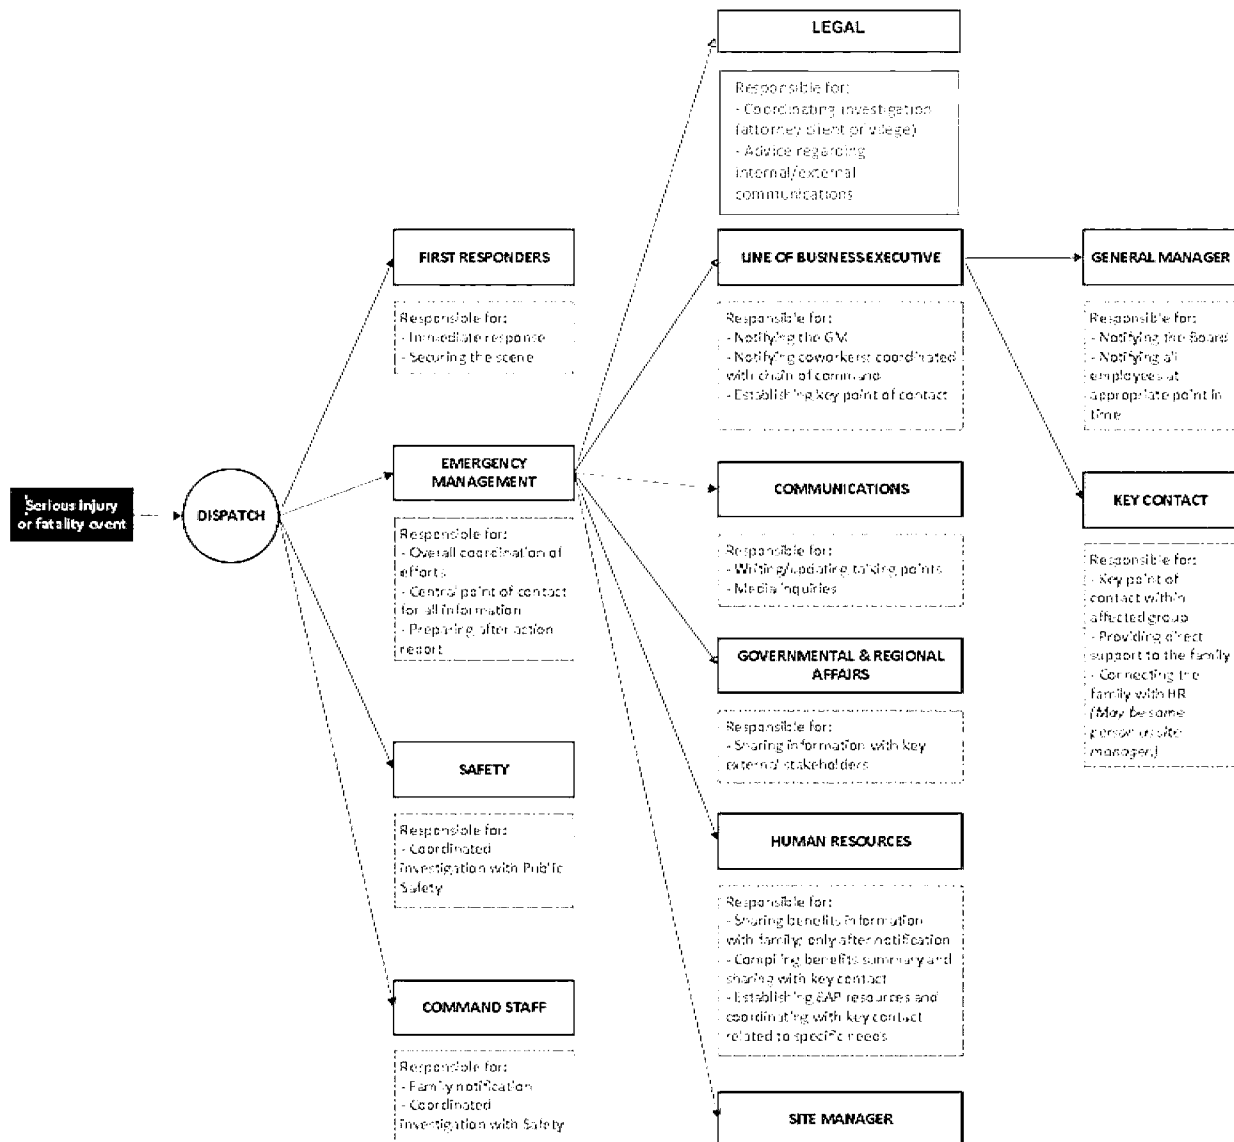 LEGAL
Responsible for:
- Coordinating investigation
(attorney client privilege)
- Advice regarding
internal/external
communications
FIRST RESPONDERS
Responsible for:
- Immediate response
- Securing the scene
LINE OF BUSINESS EXECUTIVE
Responsible for:
- Notifying the GM
- Notifying coworkers; coordinated
with chain of command
- Establishing key point of contact
GENERAL MANAGER
Responsible for:
- Notifying the Board
- Notifying all
employees at
appropriate point in
time
Serious injury
or fatality event
DISPATCH
EMERGENCY
MANAGEMENT
Responsible for:
- Overall coordination of
efforts
- Central point of contact
for all information
- Preparing after action
report
COMMUNICATIONS
Responsible for:
- Writing/updating talking points
- Media inquiries
KEY CONTACT
Responsible for:
- Key point of
contact within
affected group
- Providing direct
support to the family
- Connecting the
family with HR
(May be same
person as site
manager.)
GOVERNMENTAL & REGIONAL
AFFAIRS
Responsible for:
- Sharing information with key
external stakeholders
SAFETY
Responsible for:
- Coordinated
investigation with Public
Safety
HUMAN RESOURCES
Responsible for:
- Sharing benefits information
with family; only after notification
- Compiling benefits summary and
sharing with key contact
- Establishing EAP resources and
coordinating with key contact
related to specific needs
COMMAND STAFF
Responsible for:
- Family notification
- Coordinated
investigation with Safety
SITE MANAGER